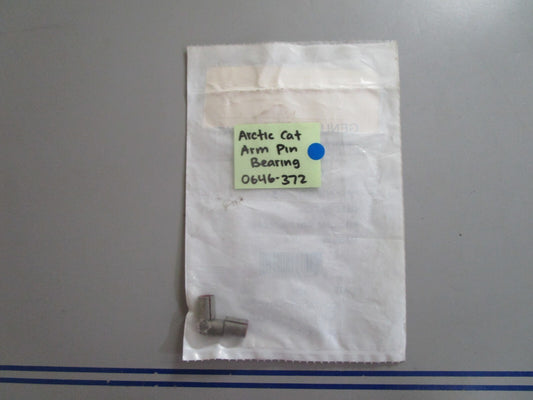 Arctic Cat
Arm Pin
Bearing
0646-372